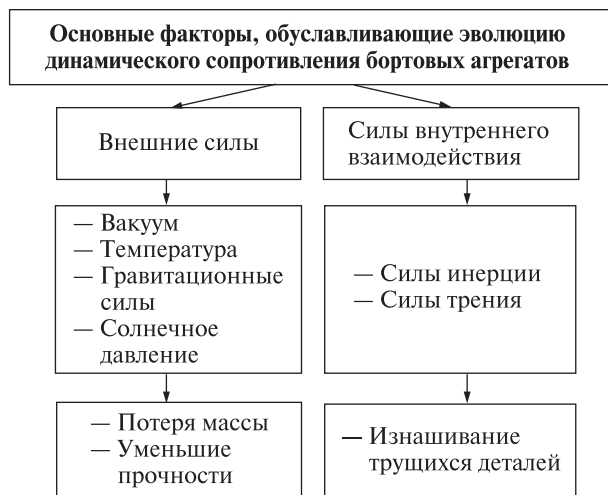 Основные факторы, обуславливающие эволюцию
динамического сопротивления бортовых агрегатов
Внешние силы
Силы внутреннего
взаимодействия
— Вакуум
— Температура
— Гравитационные
силы
— Солнечное
давление
— Силы инерции
— Силы трения
— Потеря массы
— Уменьшие
прочности
— Изнашивание
трущихся деталей